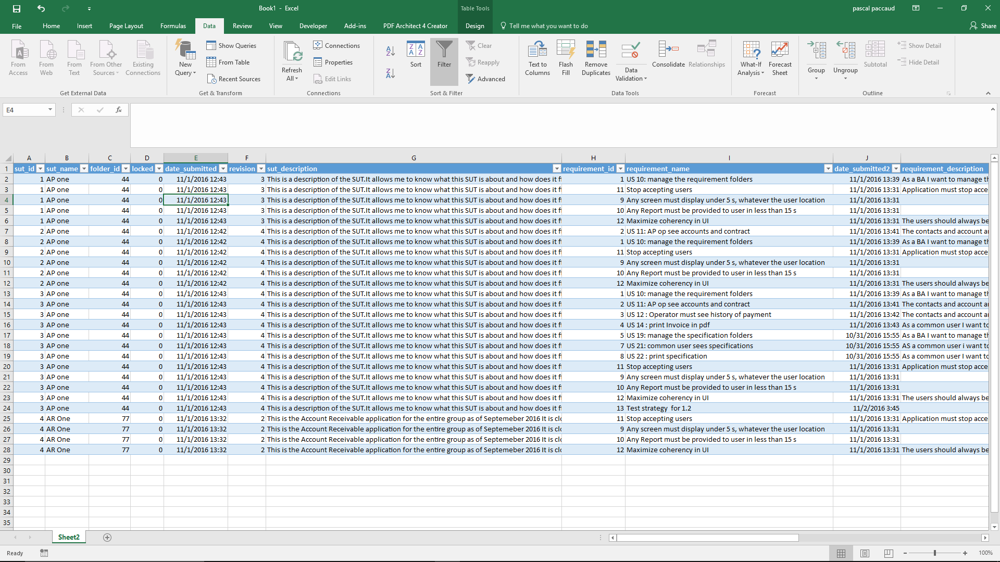 Book1 - Excel
Table Tools
pascal paccaud
File Home Insert Page Layout Formulas Data Review View Developer Add-ins PDF Architect 4 Creator Design Tell me what you want to do Share
From Access
From Web
From Text
From Other Sources
Existing Connections
Get External Data
New Query
Show Queries
From Table
Recent Sources
Get & Transform
Refresh All
Connections
Properties
Edit Links
Connections
Sort
Filter
Clear
Reapply
Advanced
Sort & Filter
Text to Columns
Flash Fill
Remove Duplicates
Data Validation
Consolidate
Relationships
Data Tools
What-If Analysis
Forecast Sheet
Forecast
Group
Ungroup
Subtotal
Show Detail
Hide Detail
Outline
E4
fx
A B C D E F G H I J
1 sut_id sut_name folder_id locked date_submitted revision sut_description requirement_id requirement_name date_submitted2 requirement_description
2 1 AP one 44 0 11/1/2016 12:43 3 This is a description of the SUT.It allows me to know what this SUT is about and how does it 1 US 10: manage the requirement folders 11/1/2016 13:39 As a BA I want to manage
3 1 AP one 44 0 11/1/2016 12:43 3 This is a description of the SUT.It allows me to know what this SUT is about and how does it 11 Stop accepting users 11/1/2016 13:31 Application must stop acce
4 1 AP one 44 0 11/1/2016 12:43 3 This is a description of the SUT.It allows me to know what this SUT is about and how does it 9 Any screen must display under 5 s, whatever the user location 11/1/2016 13:31
5 1 AP one 44 0 11/1/2016 12:43 3 This is a description of the SUT.It allows me to know what this SUT is about and how does it 10 Any Report must be provided to user in less than 15 s 11/1/2016 13:31
6 1 AP one 44 0 11/1/2016 12:43 3 This is a description of the SUT.It allows me to know what this SUT is about and how does it 12 Maximize coherency in UI 11/1/2016 13:31 The users should always be
7 2 AP one 44 0 11/1/2016 12:42 4 This is a description of the SUT.It allows me to know what this SUT is about and how does it 2 US 11: AP op see accounts and contract 11/1/2016 13:41 The contacts and account
8 2 AP one 44 0 11/1/2016 12:42 4 This is a description of the SUT.It allows me to know what this SUT is about and how does it 1 US 10: manage the requirement folders 11/1/2016 13:39 As a BA I want to manage
9 2 AP one 44 0 11/1/2016 12:42 4 This is a description of the SUT.It allows me to know what this SUT is about and how does it 11 Stop accepting users 11/1/2016 13:31 Application must stop acce
10 2 AP one 44 0 11/1/2016 12:42 4 This is a description of the SUT.It allows me to know what this SUT is about and how does it 9 Any screen must display under 5 s, whatever the user location 11/1/2016 13:31
11 2 AP one 44 0 11/1/2016 12:42 4 This is a description of the SUT.It allows me to know what this SUT is about and how does it 10 Any Report must be provided to user in less than 15 s 11/1/2016 13:31
12 2 AP one 44 0 11/1/2016 12:42 4 This is a description of the SUT.It allows me to know what this SUT is about and how does it 12 Maximize coherency in UI 11/1/2016 13:31 The users should always be
13 3 AP one 44 0 11/1/2016 12:43 4 This is a description of the SUT.It allows me to know what this SUT is about and how does it 1 US 10: manage the requirement folders 11/1/2016 13:39 As a BA I want to manage
14 3 AP one 44 0 11/1/2016 12:43 4 This is a description of the SUT.It allows me to know what this SUT is about and how does it 2 US 11: AP op see accounts and contract 11/1/2016 13:41 The contacts and account
15 3 AP one 44 0 11/1/2016 12:43 4 This is a description of the SUT.It allows me to know what this SUT is about and how does it 3 US 12 : Operator must see history of payment 11/1/2016 13:42 The contacts and account
16 3 AP one 44 0 11/1/2016 12:43 4 This is a description of the SUT.It allows me to know what this SUT is about and how does it 4 US 14 : print Invoice in pdf 11/1/2016 13:43 As a common user I want to
17 3 AP one 44 0 11/1/2016 12:43 4 This is a description of the SUT.It allows me to know what this SUT is about and how does it 5 US 19: manage the specification folders 10/31/2016 15:55 As a BA I want to manage
18 3 AP one 44 0 11/1/2016 12:43 4 This is a description of the SUT.It allows me to know what this SUT is about and how does it 7 US 21: common user sees specifications 10/31/2016 15:55 AS a common user i want to
19 3 AP one 44 0 11/1/2016 12:43 4 This is a description of the SUT.It allows me to know what this SUT is about and how does it 8 US 22 : print specification 10/31/2016 15:55 As a common user I want to
20 3 AP one 44 0 11/1/2016 12:43 4 This is a description of the SUT.It allows me to know what this SUT is about and how does it 11 Stop accepting users 11/1/2016 13:31 Application must stop acce
21 3 AP one 44 0 11/1/2016 12:43 4 This is a description of the SUT.It allows me to know what this SUT is about and how does it 9 Any screen must display under 5 s, whatever the user location 11/1/2016 13:31
22 3 AP one 44 0 11/1/2016 12:43 4 This is a description of the SUT.It allows me to know what this SUT is about and how does it 10 Any Report must be provided to user in less than 15 s 11/1/2016 13:31
23 3 AP one 44 0 11/1/2016 12:43 4 This is a description of the SUT.It allows me to know what this SUT is about and how does it 12 Maximize coherency in UI 11/1/2016 13:31 The users should always be
24 3 AP one 44 0 11/1/2016 12:43 4 This is a description of the SUT.It allows me to know what this SUT is about and how does it 13 Test strategy for 1.2 11/2/2016 3:45
25 4 AR One 77 0 11/1/2016 13:32 2 This is the Account Receivable application for the entire group as of Septemeber 2016 It is 11 Stop accepting users 11/1/2016 13:31 Application must stop acce
26 4 AR One 77 0 11/1/2016 13:32 2 This is the Account Receivable application for the entire group as of Septemeber 2016 It is 9 Any screen must display under 5 s, whatever the user location 11/1/2016 13:31
27 4 AR One 77 0 11/1/2016 13:32 2 This is the Account Receivable application for the entire group as of Septemeber 2016 It is 10 Any Report must be provided to user in less than 15 s 11/1/2016 13:31
28 4 AR One 77 0 11/1/2016 13:32 2 This is the Account Receivable application for the entire group as of Septemeber 2016 It is 12 Maximize coherency in UI 11/1/2016 13:31 The users should always be
29
30
31
32
33
34
35
Sheet2
Ready
100%